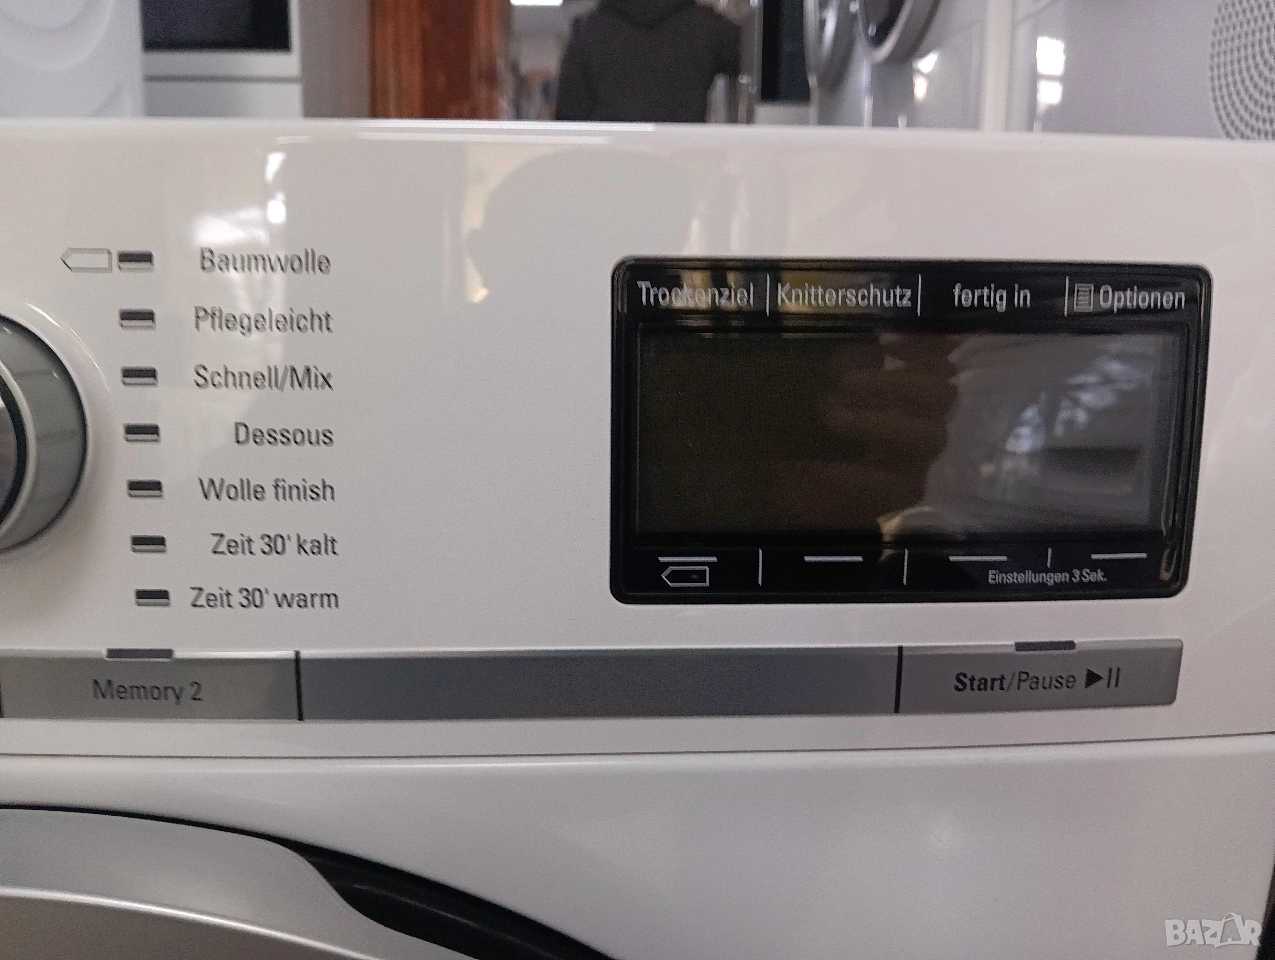 Baumwolle
Pflegeleicht
Schnell/Mix
Dessous
Wolle finish
Zeit 30' kalt
Zeit 30' warm
Memory 2
Trockenziel Knitterschutz fertig in Optionen
Einstellungen 3 Sek.
Start/Pause
BAZAR